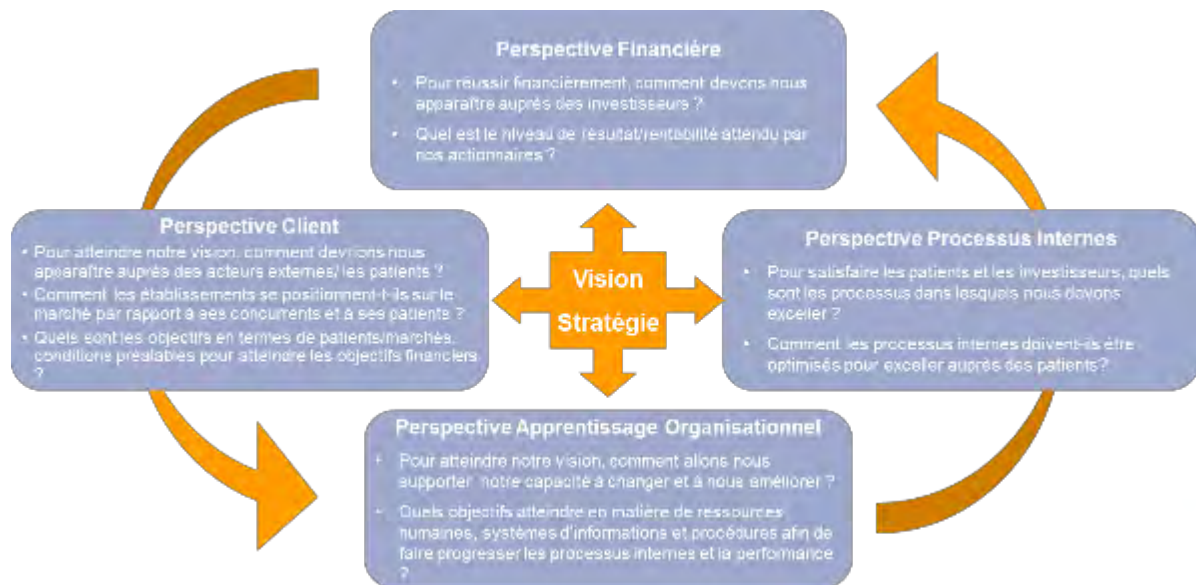 Perspective Financière
• Pour réussir financièrement, comment devons nous
apparaître auprès des investisseurs ?
• Quel est le niveau de résultat/rentabilité attendu par
nos actionnaires ?
Perspective Client
• Pour atteindre notre vision, comment devrions nous
apparaître auprès des acteurs externes/ les patients ?
• Comment les établissements se positionnent-t-ils sur le
marché par rapport à ses concurrents et à ses patients ?
• Quels sont les objectifs en termes de patients/marchés,
conditions préalables pour atteindre les objectifs financiers
?
Vision
Stratégie
Perspective Processus Internes
• Pour satisfaire les patients et les investisseurs, quels
sont les processus dans lesquels nous devons
exceller ?
• Comment les processus internes doivent-ils être
optimisés pour exceller auprès des patients?
Perspective Apprentissage Organisationnel
• Pour atteindre notre vision, comment allons nous
supporter notre capacité à changer et à nous améliorer ?
• Quels objectifs atteindre en matière de ressources
humaines, systèmes d'informations et procédures afin de
faire progresser les processus internes et la performance
?